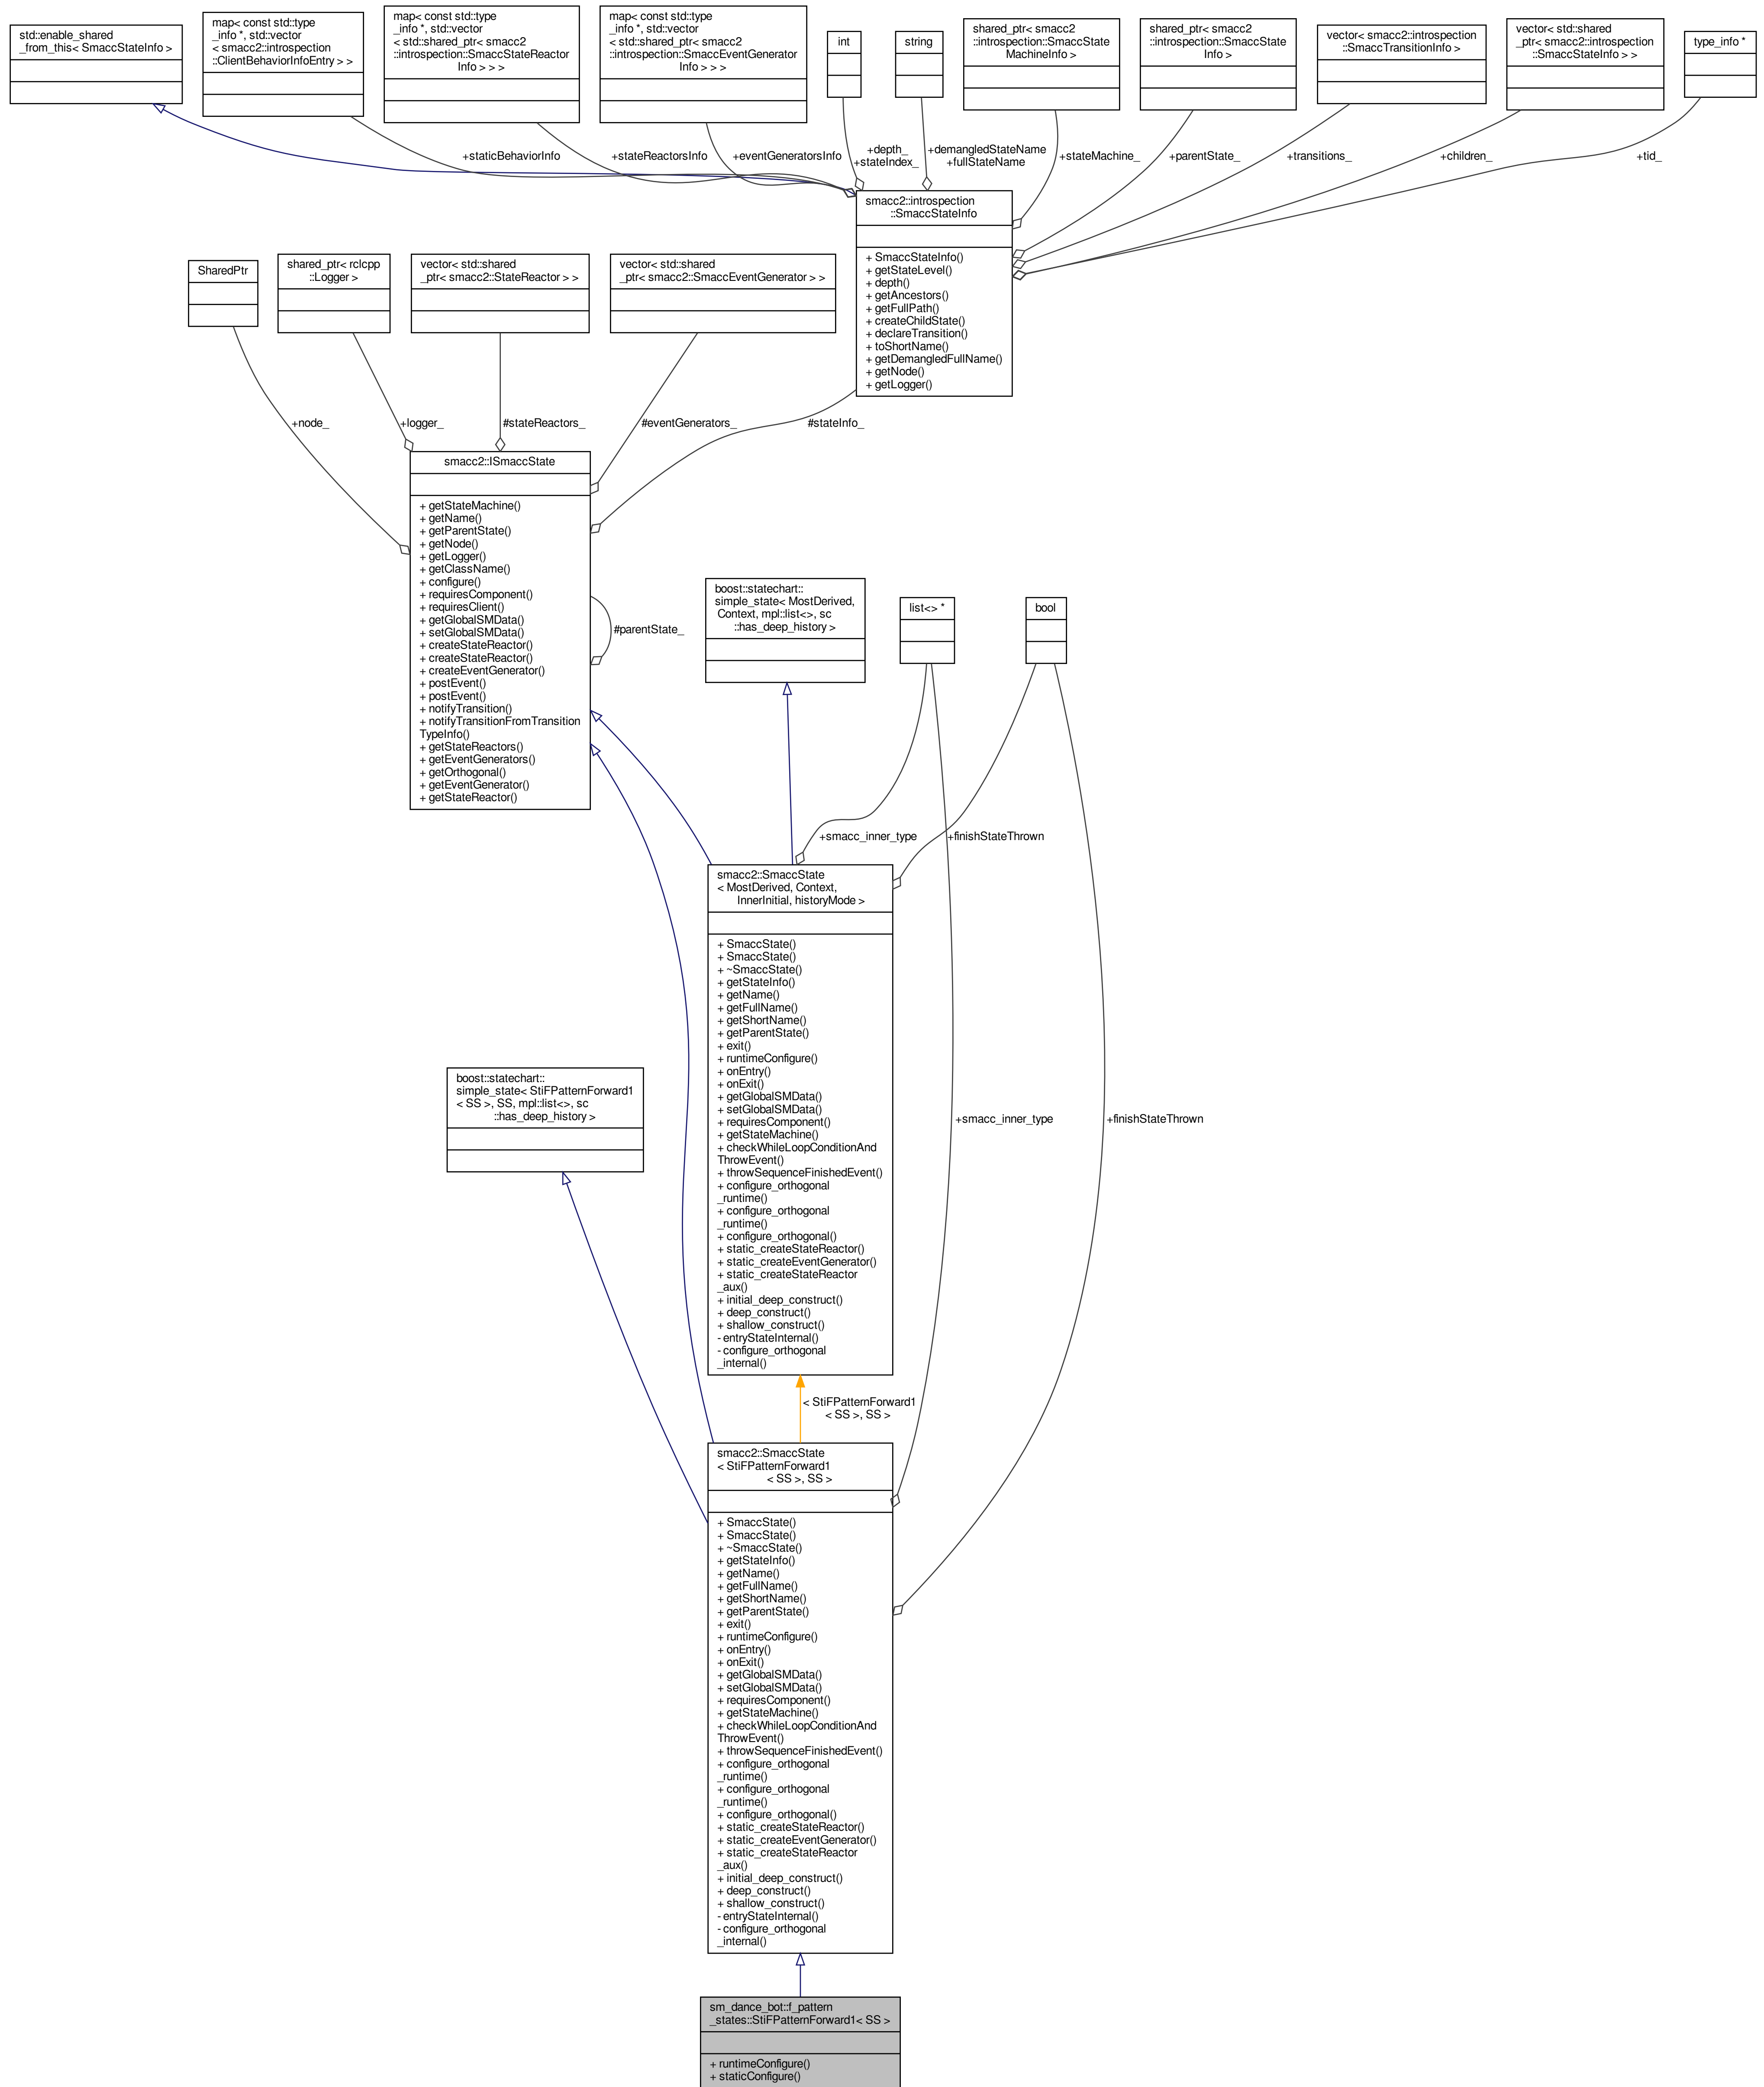 std::enable_shared
_from_this< SmaccStateInfo >
map< const std::type
_info *, std::vector
< smacc2::introspection
::ClientBehaviorInfoEntry > >
map< const std::type
_info *, std::vector
< std::shared_ptr< smacc2
::introspection::SmaccStateReactor
Info > > >
map< const std::type
_info *, std::vector
< std::shared_ptr< smacc2
::introspection::SmaccEventGenerator
Info > > >
int
string
shared_ptr< smacc2
::introspection::SmaccState
MachineInfo >
shared_ptr< smacc2
::introspection::SmaccState
Info >
vector< smacc2::introspection
::SmaccTransitionInfo >
vector< std::shared
_ptr< smacc2::introspection
::SmaccStateInfo > >
type_info *
+staticBehaviorInfo
+stateReactorsInfo
+eventGeneratorsInfo
+depth_
+stateIndex_
+demangledStateName
+fullStateName
+stateMachine_
+parentState_
+transitions_
+children_
+tid_
smacc2::introspection
::SmaccStateInfo
+ SmaccStateInfo()
+ getStateLevel()
+ depth()
+ getAncestors()
+ getFullPath()
+ createChildState()
+ declareTransition()
+ toShortName()
+ getDemangledFullName()
+ getNode()
+ getLogger()
SharedPtr
shared_ptr< rclcpp
::Logger >
vector< std::shared
_ptr< smacc2::StateReactor > >
vector< std::shared
_ptr< smacc2::SmaccEventGenerator > >
+node_
+logger_
#stateReactors_
#eventGenerators_
#stateInfo_
smacc2::ISmaccState
+ getStateMachine()
+ getName()
+ getParentState()
+ getNode()
+ getLogger()
+ getClassName()
+ configure()
+ requiresComponent()
+ requiresClient()
+ getGlobalSMData()
+ setGlobalSMData()
+ createStateReactor()
+ createStateReactor()
+ createEventGenerator()
+ postEvent()
+ postEvent()
+ notifyTransition()
+ notifyTransitionFromTransition
TypeInfo()
+ getStateReactors()
+ getEventGenerators()
+ getOrthogonal()
+ getEventGenerator()
+ getStateReactor()
#parentState_
boost::statechart::
simple_state< MostDerived,
Context, mpl::list<>, sc
::has_deep_history >
list<> *
bool
+smacc_inner_type
+finishStateThrown
smacc2::SmaccState
< MostDerived, Context,
InnerInitial, historyMode >
+ SmaccState()
+ SmaccState()
+ ~SmaccState()
+ getStateInfo()
+ getName()
+ getFullName()
+ getShortName()
+ getParentState()
+ exit()
+ runtimeConfigure()
+ onEntry()
+ onExit()
+ getGlobalSMData()
+ setGlobalSMData()
+ requiresComponent()
+ getStateMachine()
+ checkWhileLoopConditionAnd
ThrowEvent()
+ throwSequenceFinishedEvent()
+ configure_orthogonal
_runtime()
+ configure_orthogonal
_runtime()
+ configure_orthogonal()
+ static_createStateReactor()
+ static_createEventGenerator()
+ static_createStateReactor
_aux()
+ initial_deep_construct()
+ deep_construct()
+ shallow_construct()
- entryStateInternal()
- configure_orthogonal
_internal()
boost::statechart::
simple_state< StiFPatternForward1
< SS >, SS, mpl::list<>, sc
::has_deep_history >
+smacc_inner_type
+finishStateThrown
< StiFPatternForward1
< SS >, SS >
smacc2::SmaccState
< StiFPatternForward1
< SS >, SS >
+ SmaccState()
+ SmaccState()
+ ~SmaccState()
+ getStateInfo()
+ getName()
+ getFullName()
+ getShortName()
+ getParentState()
+ exit()
+ runtimeConfigure()
+ onEntry()
+ onExit()
+ getGlobalSMData()
+ setGlobalSMData()
+ requiresComponent()
+ getStateMachine()
+ checkWhileLoopConditionAnd
ThrowEvent()
+ throwSequenceFinishedEvent()
+ configure_orthogonal
_runtime()
+ configure_orthogonal
_runtime()
+ configure_orthogonal()
+ static_createStateReactor()
+ static_createEventGenerator()
+ static_createStateReactor
_aux()
+ initial_deep_construct()
+ deep_construct()
+ shallow_construct()
- entryStateInternal()
- configure_orthogonal
_internal()
sm_dance_bot::f_pattern
_states::StiFPatternForward1< SS >
+ runtimeConfigure()
+ staticConfigure()